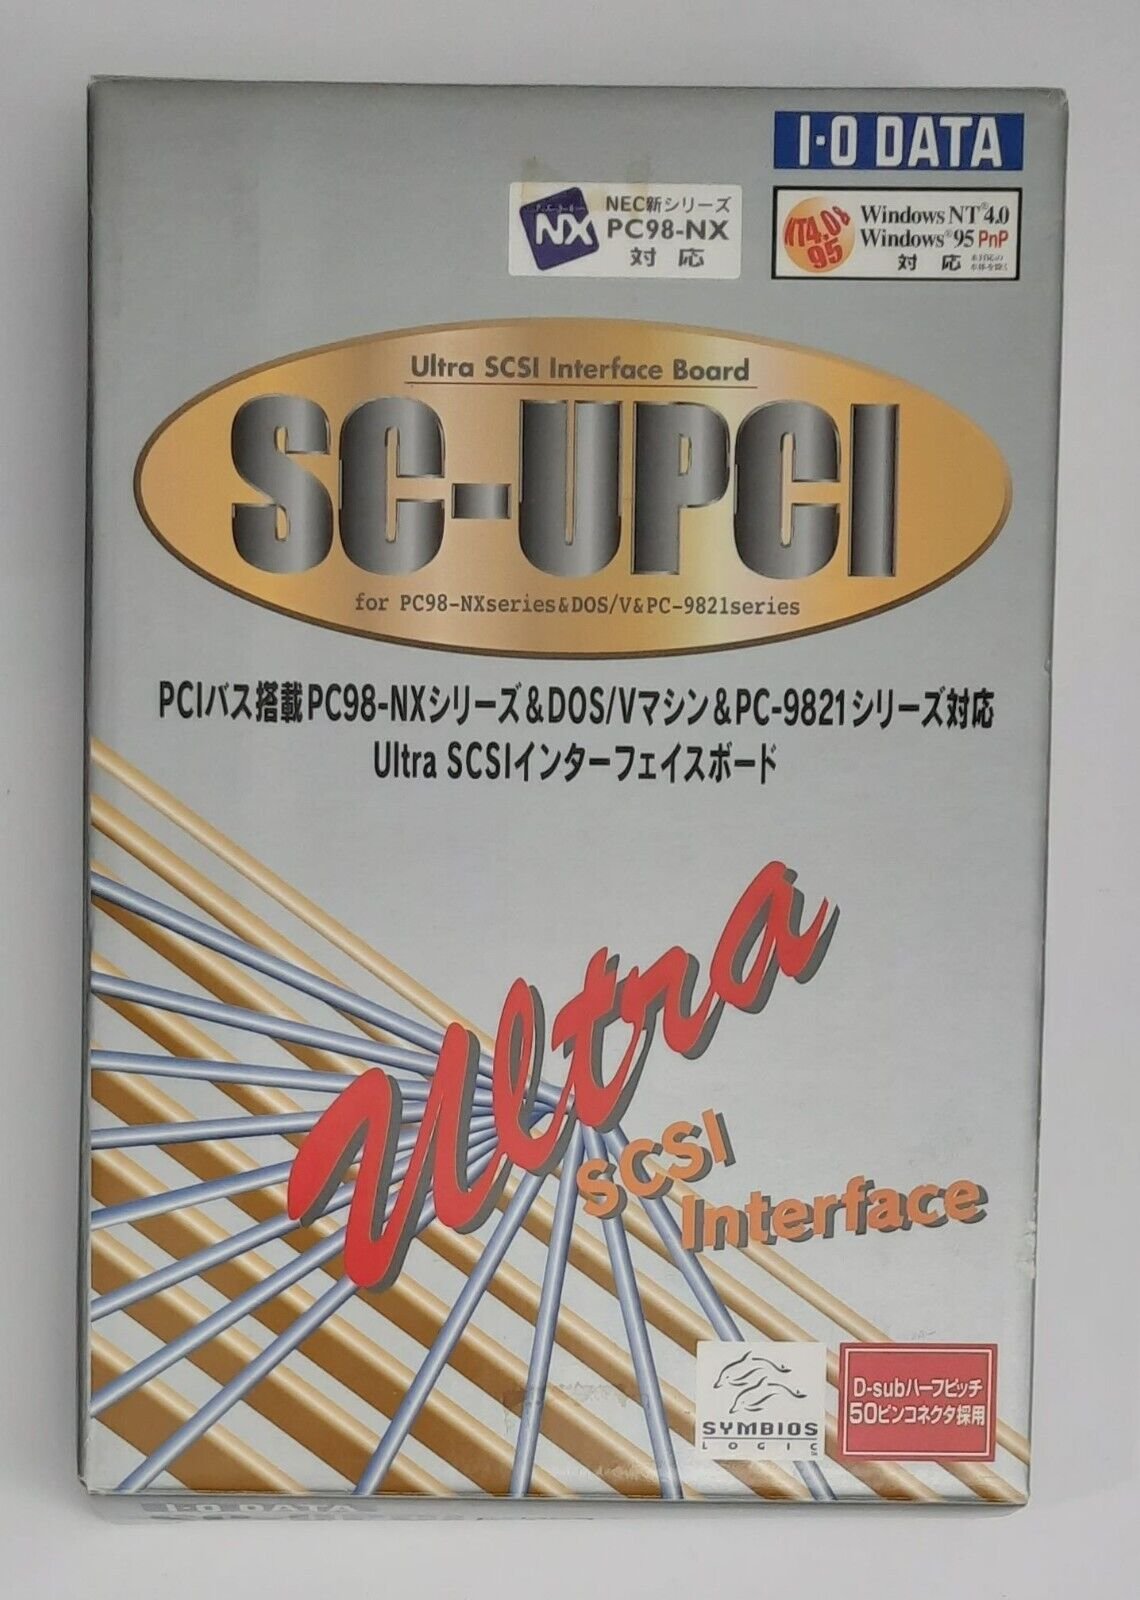 I·O DATA
NX
NEC新シリーズ
PC98-NX
対応
NT4.0&
95
Windows NT®4.0
Windows®95 PnP
対応
Ultra SCSI Interface Board
SC-UPCI
for PC98-NXseries&DOS/V&PC-9821series
PCIバス搭載PC98-NXシリーズ&DOS/Vマシン&PC-9821シリーズ対応
Ultra SCSIインターフェイスボード
Ultra
SCSI
Interface
SYMBIOS
LOGIC
D-subハーフピッチ
50ピンコネクタ採用
I·O DATA